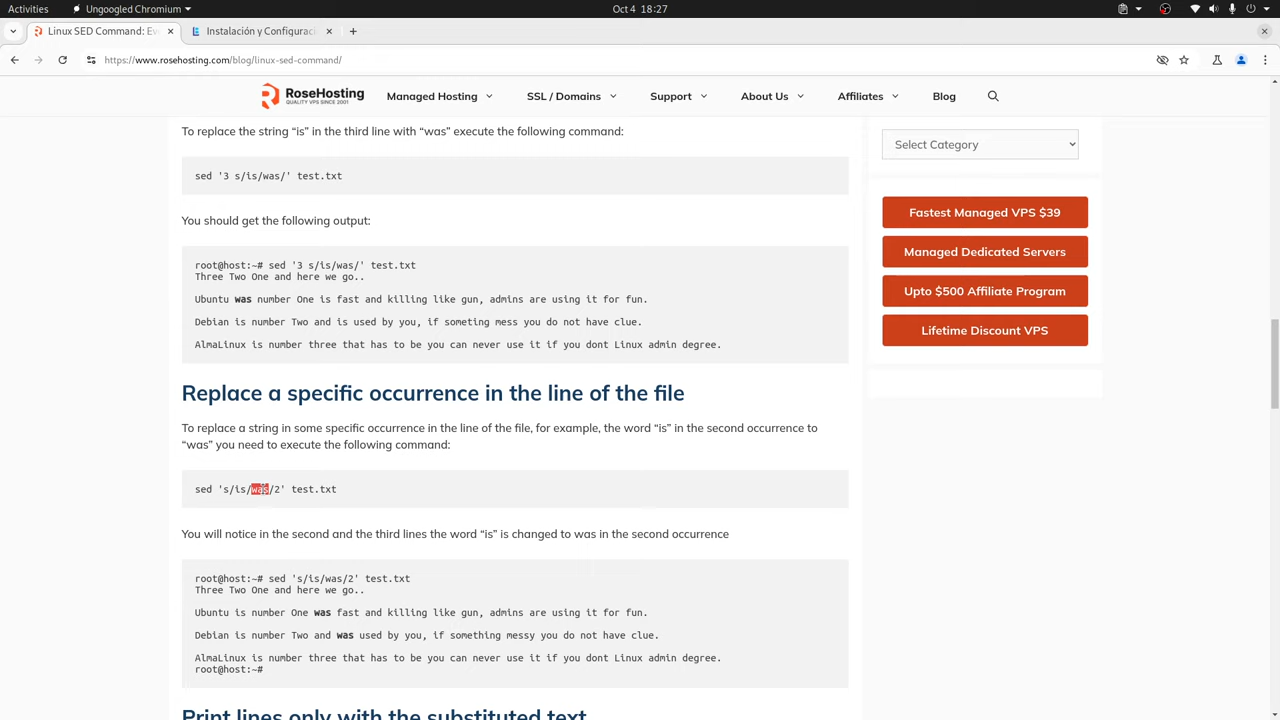 Activities
Ungoogled Chromium
Oct 4 18:27
Linux SED Command: Ev
Instalación y Configuraci
https://www.rosehosting.com/blog/linux-sed-command/
RoseHosting
QUALITY VPS SINCE 2001
Managed Hosting
SSL / Domains
Support
About Us
Affiliates
Blog
To replace the string “is” in the third line with “was” execute the following command:
sed '3 s/is/was/' test.txt
You should get the following output:
root@host:~# sed '3 s/is/was/' test.txt
Three Two One and here we go..
Ubuntu was number One is fast and killing like gun, admins are using it for fun.
Debian is number Two and is used by you, if someting mess you do not have clue.
AlmaLinux is number three that has to be you can never use it if you dont Linux admin degree.
Replace a specific occurrence in the line of the file
To replace a string in some specific occurrence in the line of the file, for example, the word “is” in the second occurrence to
“was” you need to execute the following command:
sed 's/is/was/2' test.txt
You will notice in the second and the third lines the word “is” is changed to was in the second occurrence
root@host:~# sed 's/is/was/2' test.txt
Three Two One and here we go..
Ubuntu is number One was fast and killing like gun, admins are using it for fun.
Debian is number Two and was used by you, if something messy you do not have clue.
AlmaLinux is number three that has to be you can never use it if you dont Linux admin degree.
root@host:~#
Print lines only with the substituted text
Select Category
Fastest Managed VPS $39
Managed Dedicated Servers
Upto $500 Affiliate Program
Lifetime Discount VPS